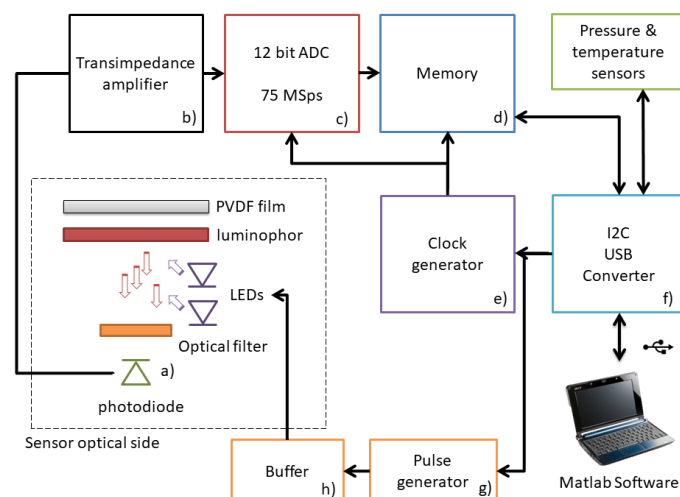 Transimpedance
amplifier
b)
12 bit ADC
75 MSps
c)
Memory
d)
Pressure &
temperature
sensors
PVDF film
luminophor
LEDs
Optical filter
a)
photodiode
Sensor optical side
Clock
generator
e)
I2C
USB
Converter
f)
Buffer
h)
Pulse
generator
g)
Matlab Software